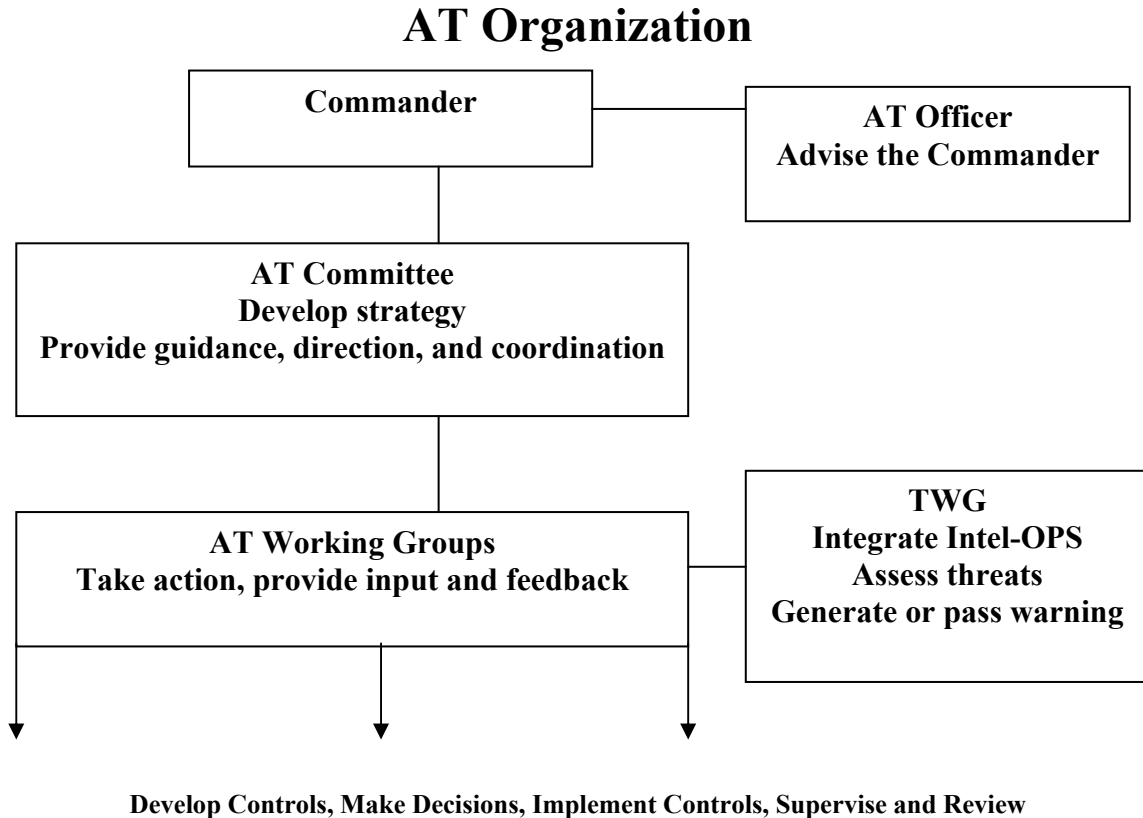 AT Organization
Commander
AT Officer
Advise the Commander
AT Committee
Develop strategy
Provide guidance, direction, and coordination
AT Working Groups
Take action, provide input and feedback
TWG
Integrate Intel-OPS
Assess threats
Generate or pass warning
Develop Controls, Make Decisions, Implement Controls, Supervise and Review